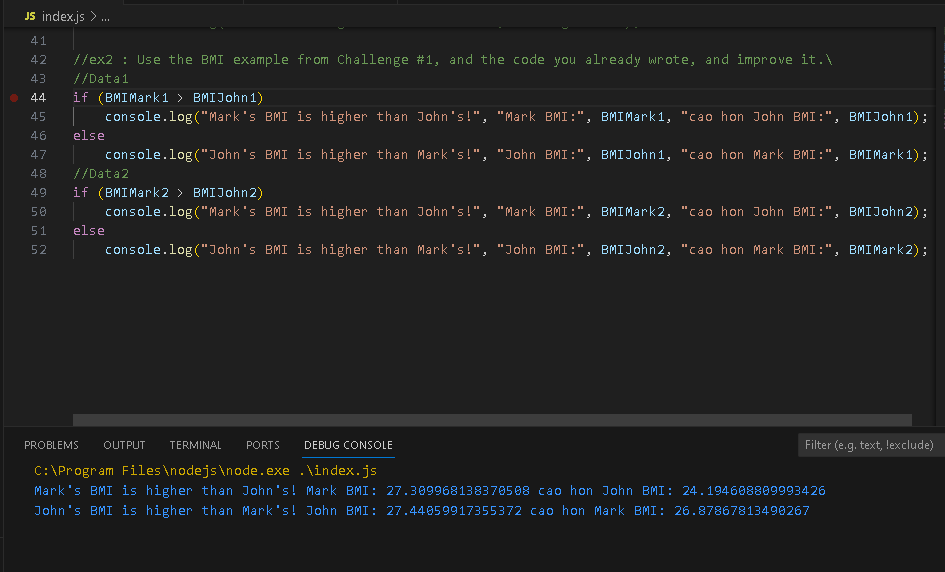 JS index.js > ...
41
42 //ex2 : Use the BMI example from Challenge #1, and the code you already wrote, and improve it.\
43 //Data1
44 if (BMIMark1 > BMIJohn1)
45 console.log("Mark's BMI is higher than John's!", "Mark BMI:", BMIMark1, "cao hon John BMI:", BMIJohn1);
46 else
47 console.log("John's BMI is higher than Mark's!", "John BMI:", BMIJohn1, "cao hon Mark BMI:", BMIMark1);
48 //Data2
49 if (BMIMark2 > BMIJohn2)
50 console.log("Mark's BMI is higher than John's!", "Mark BMI:", BMIMark2, "cao hon John BMI:", BMIJohn2);
51 else
52 console.log("John's BMI is higher than Mark's!", "John BMI:", BMIJohn2, "cao hon Mark BMI:", BMIMark2);
PROBLEMS OUTPUT TERMINAL PORTS DEBUG CONSOLE Filter (e.g. text, !exclude)
C:\Program Files\nodejs\node.exe .\index.js
Mark's BMI is higher than John's! Mark BMI: 27.309968138370508 cao hon John BMI: 24.194608809993426
John's BMI is higher than Mark's! John BMI: 27.44059917355372 cao hon Mark BMI: 26.87867813490267